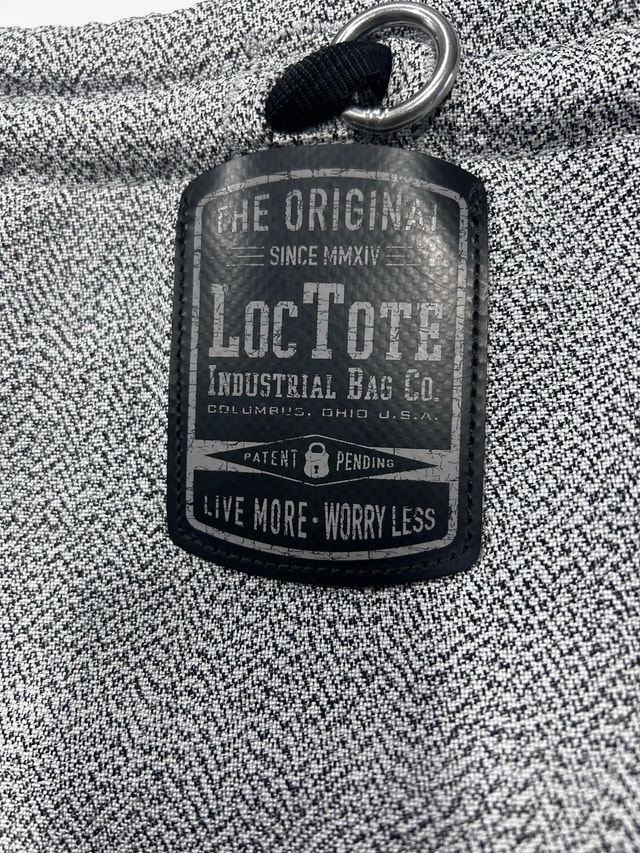 THE ORIGINAL
SINCE MMXIV
LOCTOTE
INDUSTRIAL BAG CO.
COLUMBUS, OHIO U.S.A.
PATENT PENDING
LIVE MORE · WORRY LESS